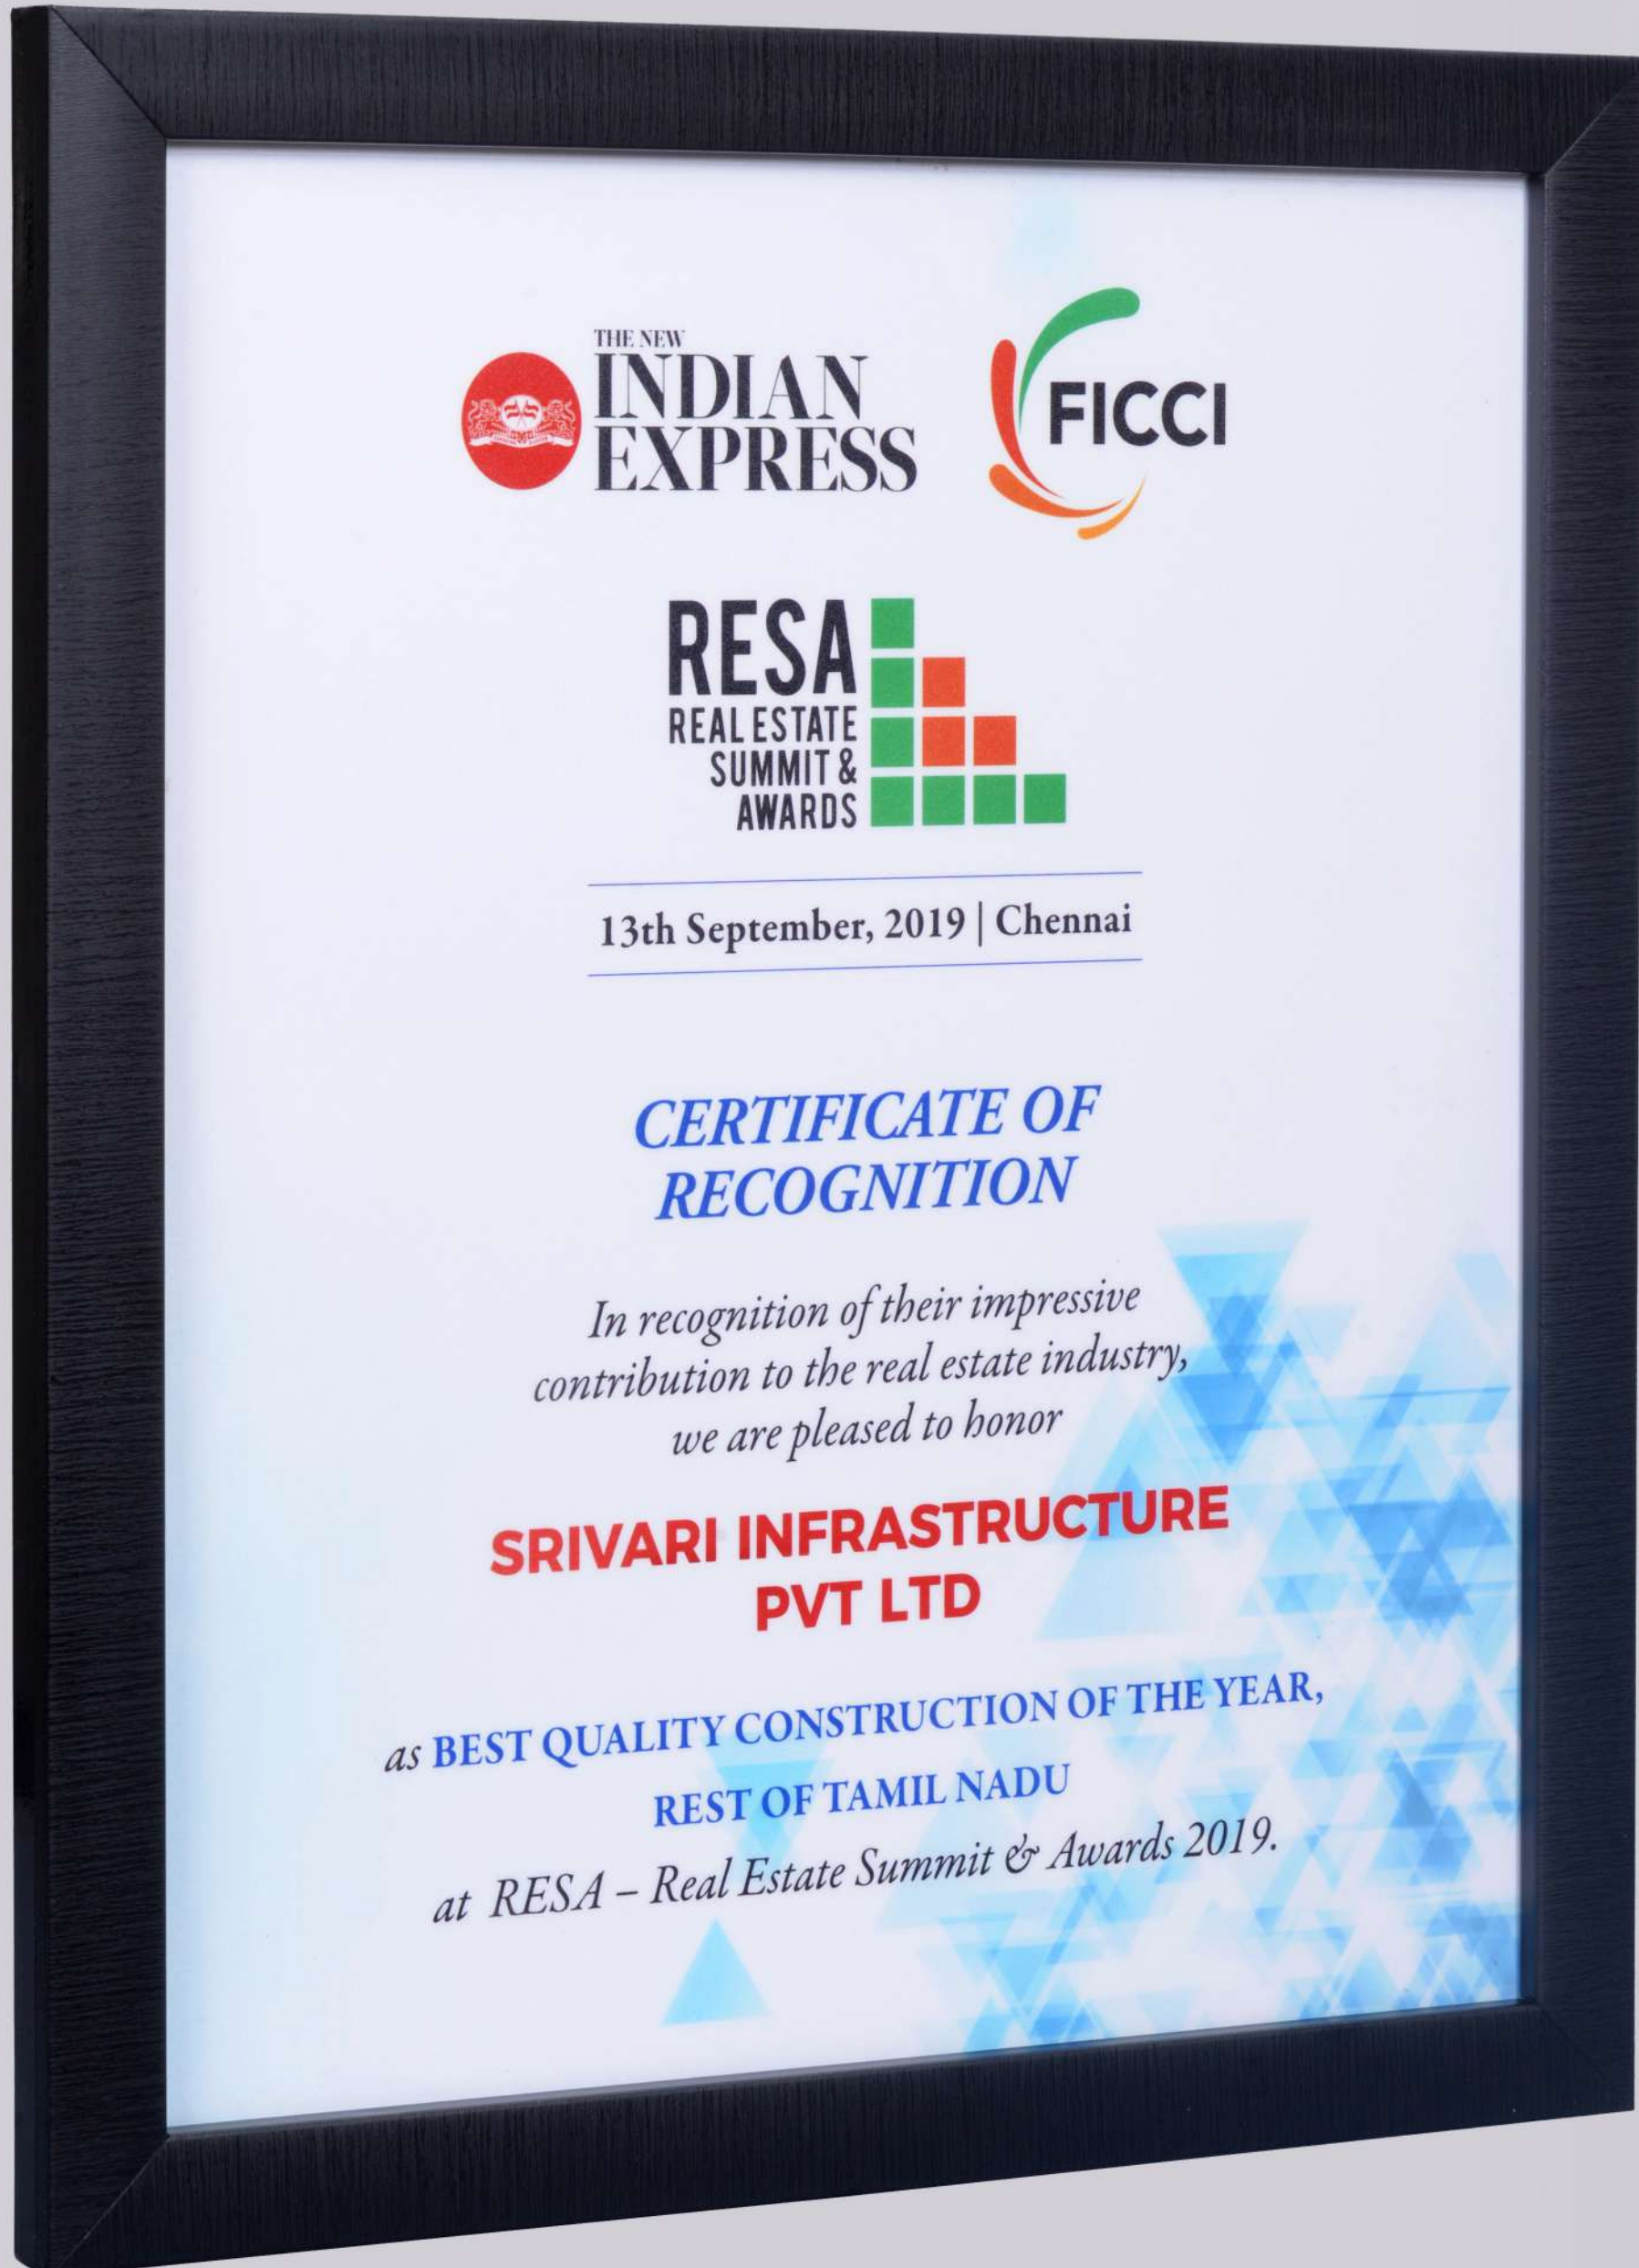 THE NEW
INDIAN
EXPRESS
FICCI
RESA
REAL ESTATE
SUMMIT &
AWARDS
13th September, 2019 | Chennai
CERTIFICATE OF
RECOGNITION
In recognition of their impressive
contribution to the real estate industry,
we are pleased to honor
SRIVARI INFRASTRUCTURE
PVT LTD
as BEST QUALITY CONSTRUCTION OF THE YEAR,
REST OF TAMIL NADU
at RESA – Real Estate Summit & Awards 2019.